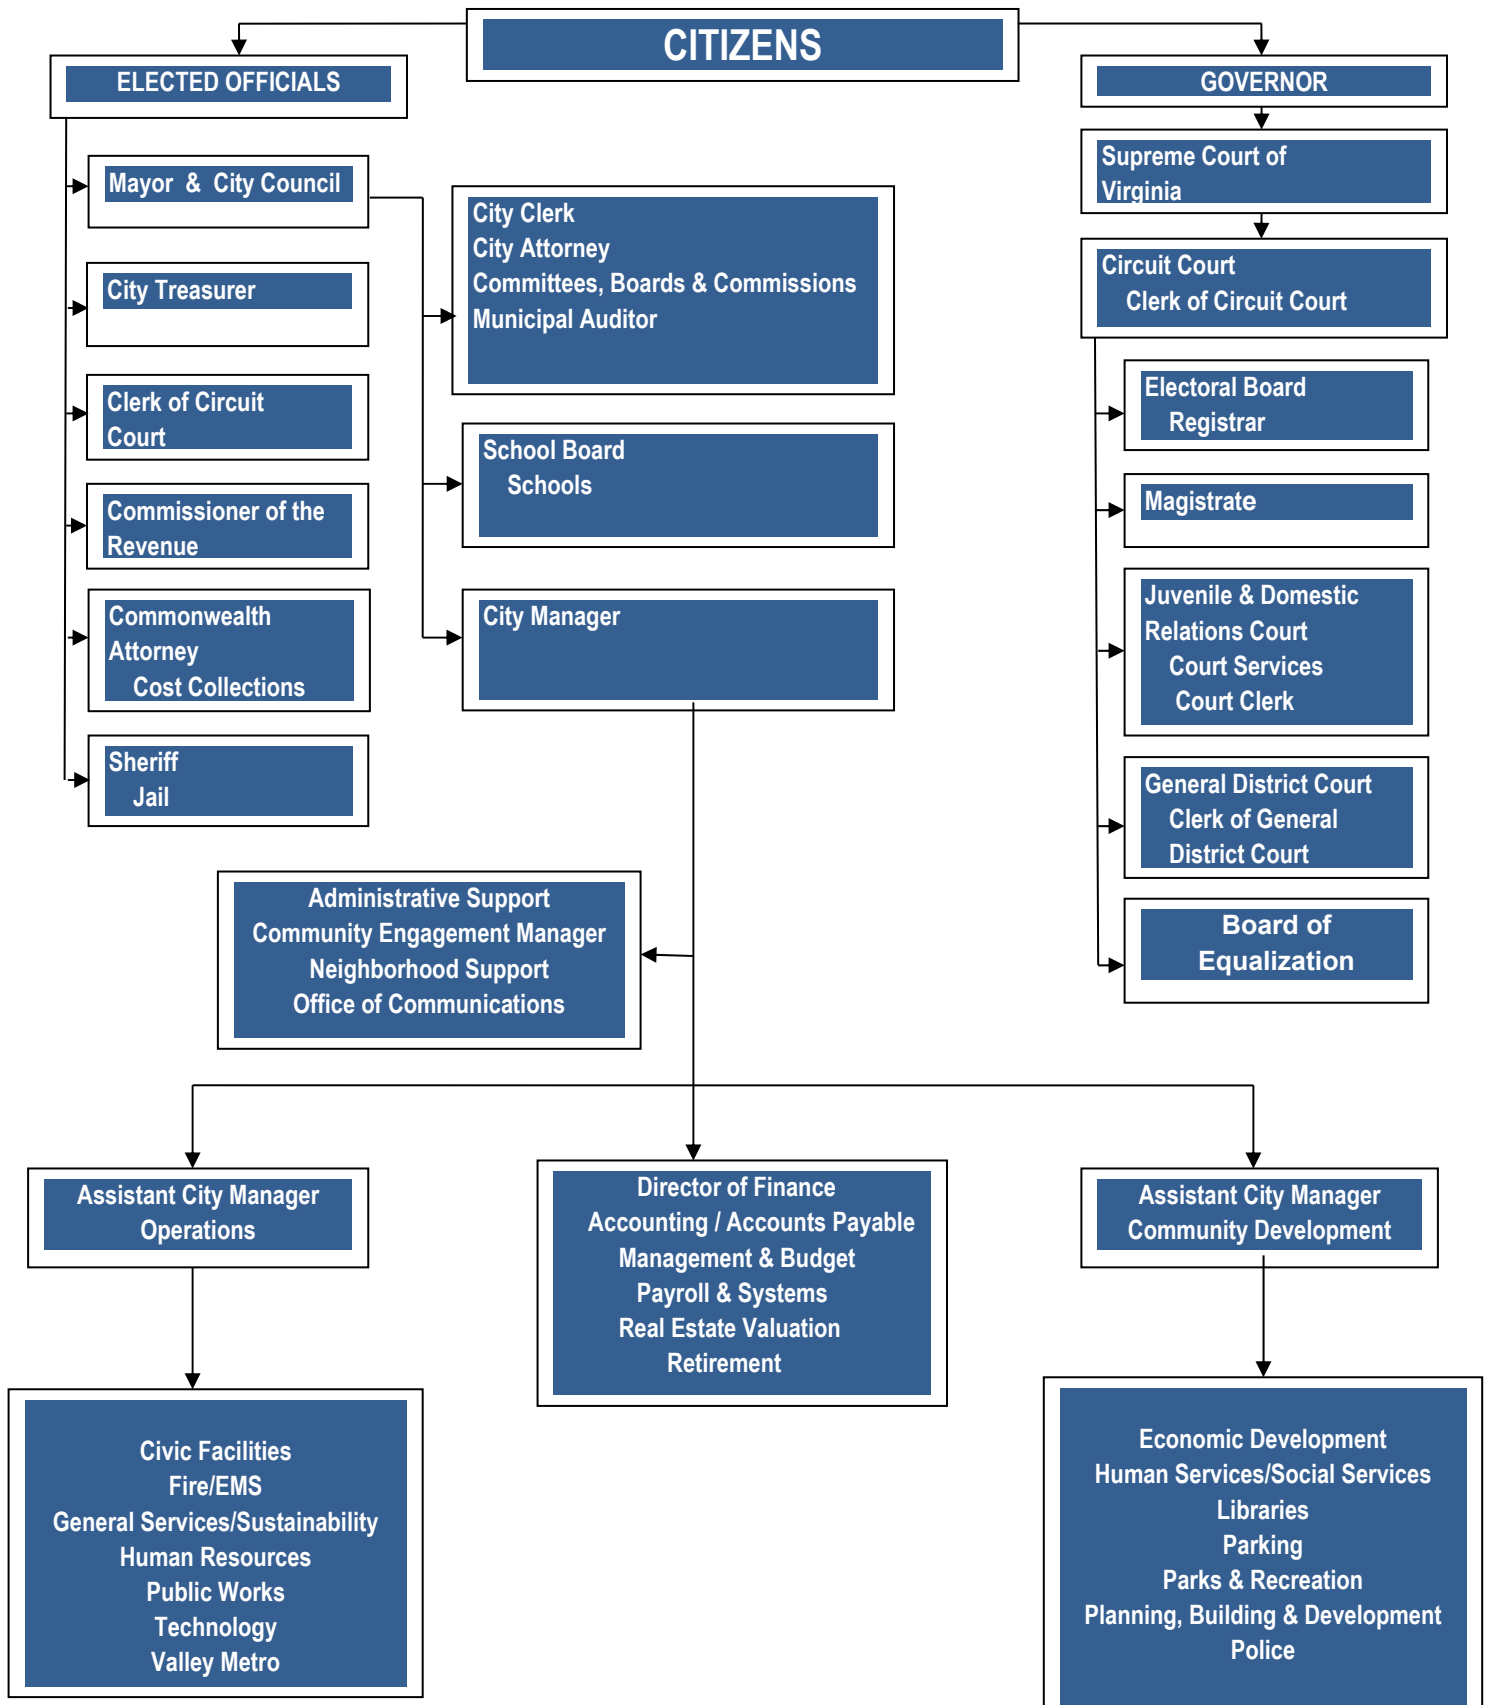 CITIZENS
ELECTED OFFICIALS
GOVERNOR
Mayor & City Council
City Treasurer
Clerk of Circuit
Court
Commissioner of the
Revenue
Commonwealth
Attorney
Cost Collections
Sheriff
Jail
City Clerk
City Attorney
Committees, Boards & Commissions
Municipal Auditor
School Board
Schools
City Manager
Supreme Court of
Virginia
Circuit Court
Clerk of Circuit Court
Electoral Board
Registrar
Magistrate
Juvenile & Domestic
Relations Court
Court Services
Court Clerk
General District Court
Clerk of General
District Court
Board of
Equalization
Administrative Support
Community Engagement Manager
Neighborhood Support
Office of Communications
Assistant City Manager
Operations
Director of Finance
Accounting / Accounts Payable
Management & Budget
Payroll & Systems
Real Estate Valuation
Retirement
Assistant City Manager
Community Development
Civic Facilities
Fire/EMS
General Services/Sustainability
Human Resources
Public Works
Technology
Valley Metro
Economic Development
Human Services/Social Services
Libraries
Parking
Parks & Recreation
Planning, Building & Development
Police